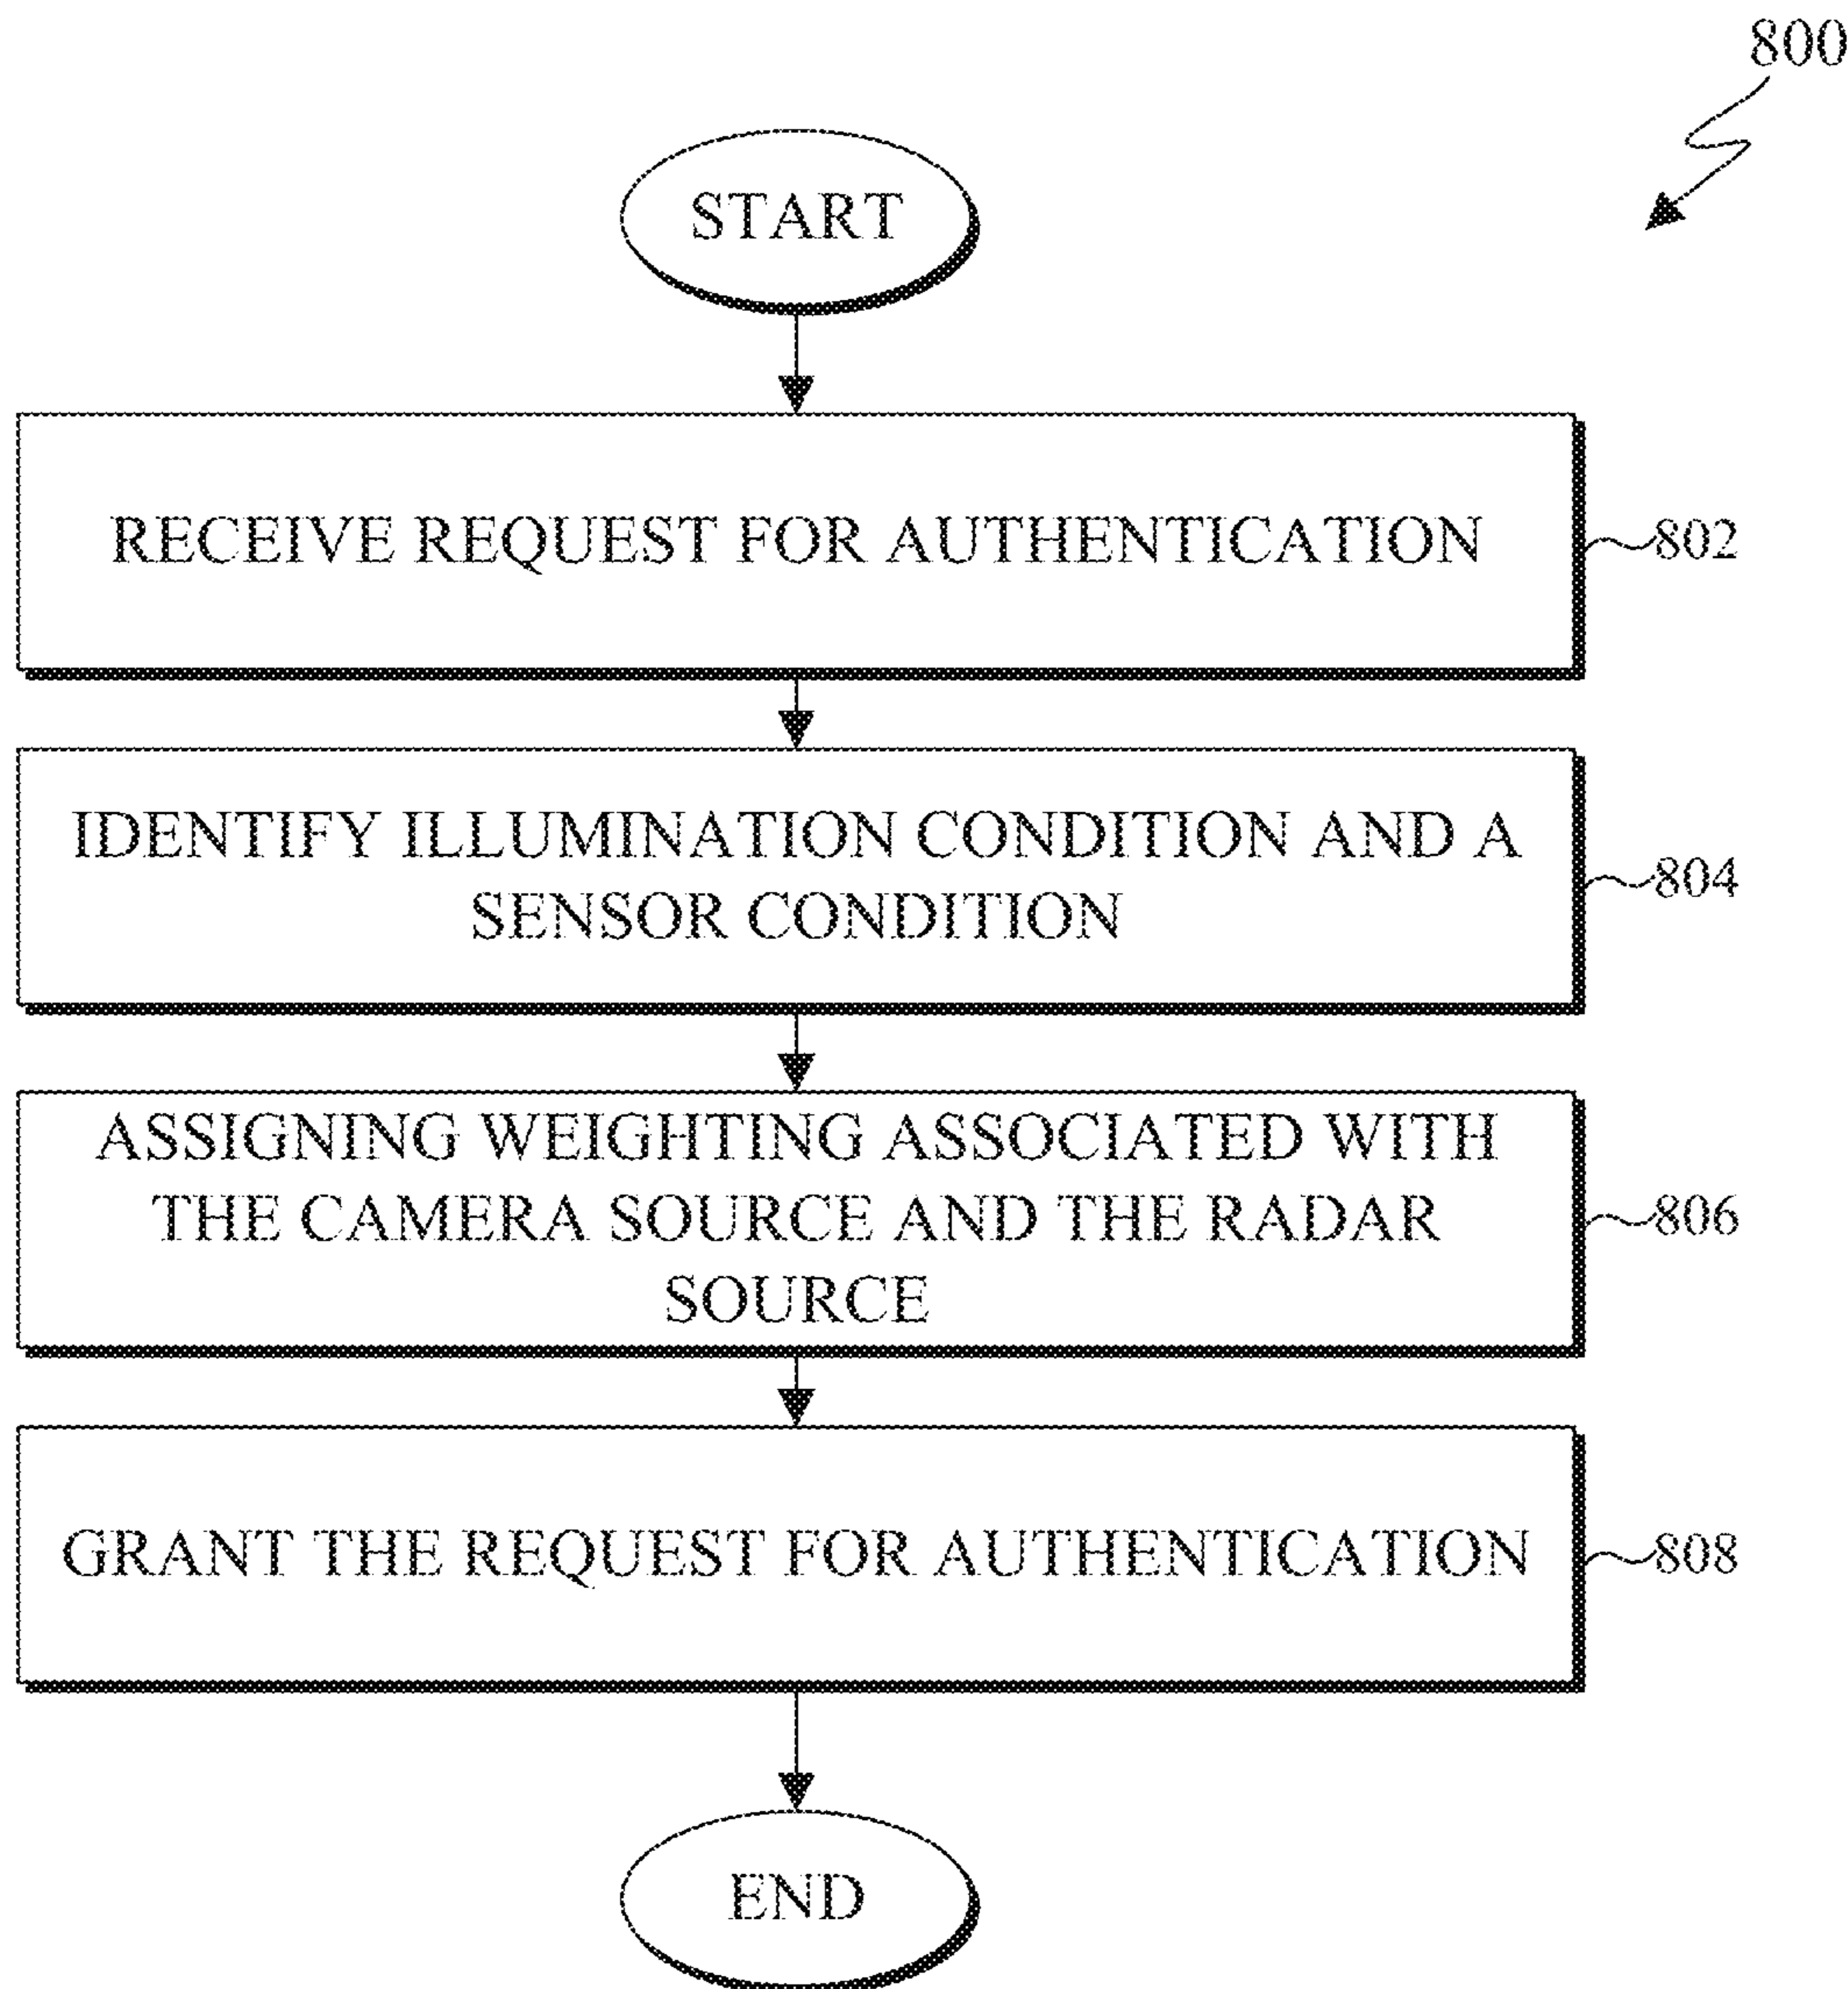 800
START
RECEIVE REQUEST FOR AUTHENTICATION
802
IDENTIFY ILLUMINATION CONDITION AND A
SENSOR CONDITION
804
ASSIGNING WEIGHTING ASSOCIATED WITH
THE CAMERA SOURCE AND THE RADAR
SOURCE
806
GRANT THE REQUEST FOR AUTHENTICATION
808
END